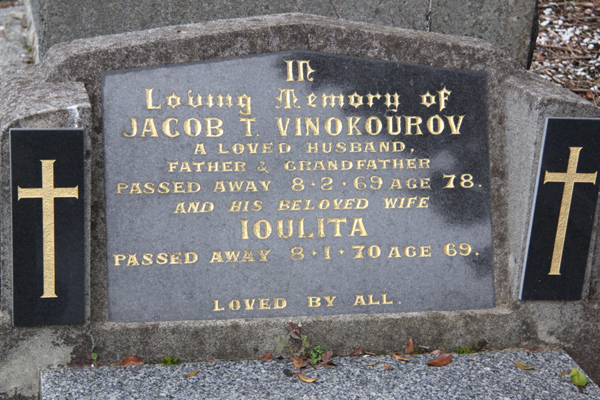 In
Loving Memory of
JACOB T. VINOKOUROV
A LOVED HUSBAND,
FATHER & GRANDFATHER
PASSED AWAY 8·2·69 AGE 78.
AND HIS BELOVED WIFE
IOULITA
PASSED AWAY 8·1·70 AGE 69.
LOVED BY ALL.